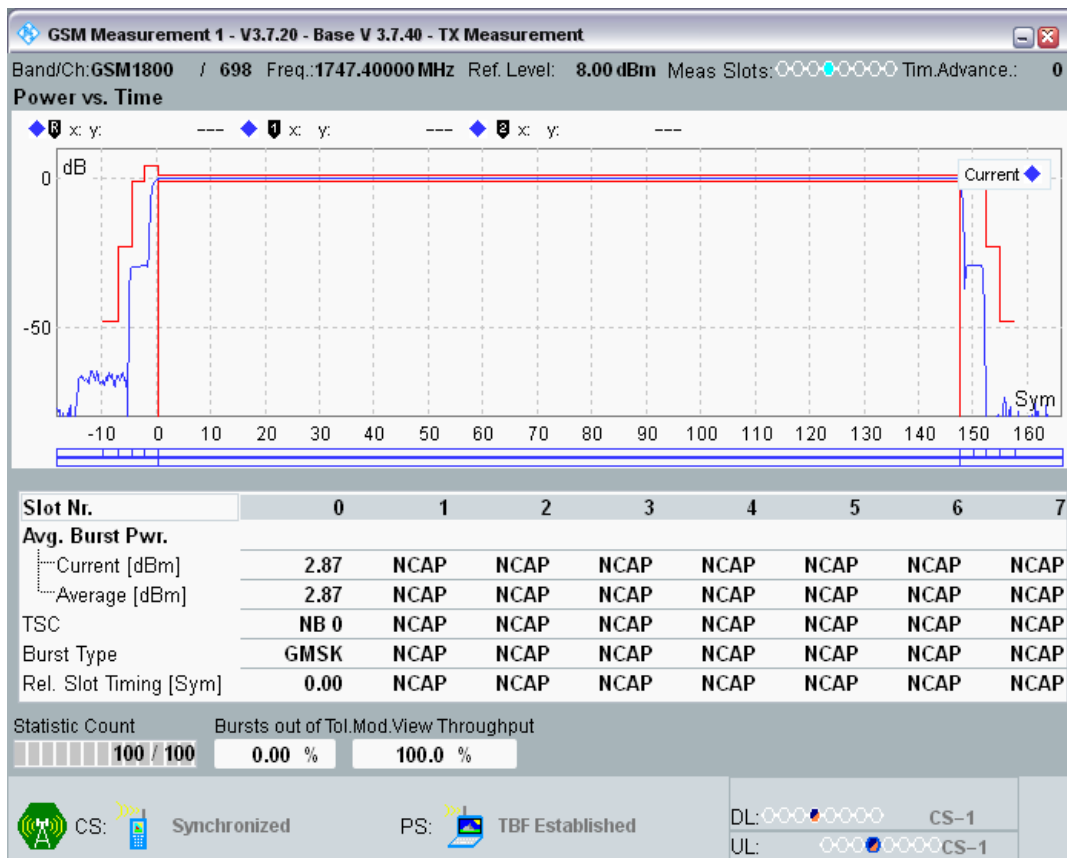 GSM Measurement 1 - V3.7.20 - Base V 3.7.40 - TX Measurement
Band/Ch:GSM1800 / 698 Freq.:1747.40000 MHz Ref. Level: 8.00 dBm Meas Slots: Tim.Advance.: 0
Power vs. Time
R x: y: --- 1 x: y: --- 2 x: y: ---
dB
Current
0
-50
Sym
-10 0 10 20 30 40 50 60 70 80 90 100 110 120 130 140 150 160
Slot Nr. 0 1 2 3 4 5 6 7
Avg. Burst Pwr.
Current [dBm] 2.87 NCAP NCAP NCAP NCAP NCAP NCAP NCAP
Average [dBm] 2.87 NCAP NCAP NCAP NCAP NCAP NCAP NCAP
TSC NB 0 NCAP NCAP NCAP NCAP NCAP NCAP NCAP
Burst Type GMSK NCAP NCAP NCAP NCAP NCAP NCAP NCAP
Rel. Slot Timing [Sym] 0.00 NCAP NCAP NCAP NCAP NCAP NCAP NCAP
Statistic Count Bursts out of Tol.Mod.View Throughput
100 / 100 0.00 % 100.0 %
CS: Synchronized PS: TBF Established
DL: CS-1
UL: CS-1